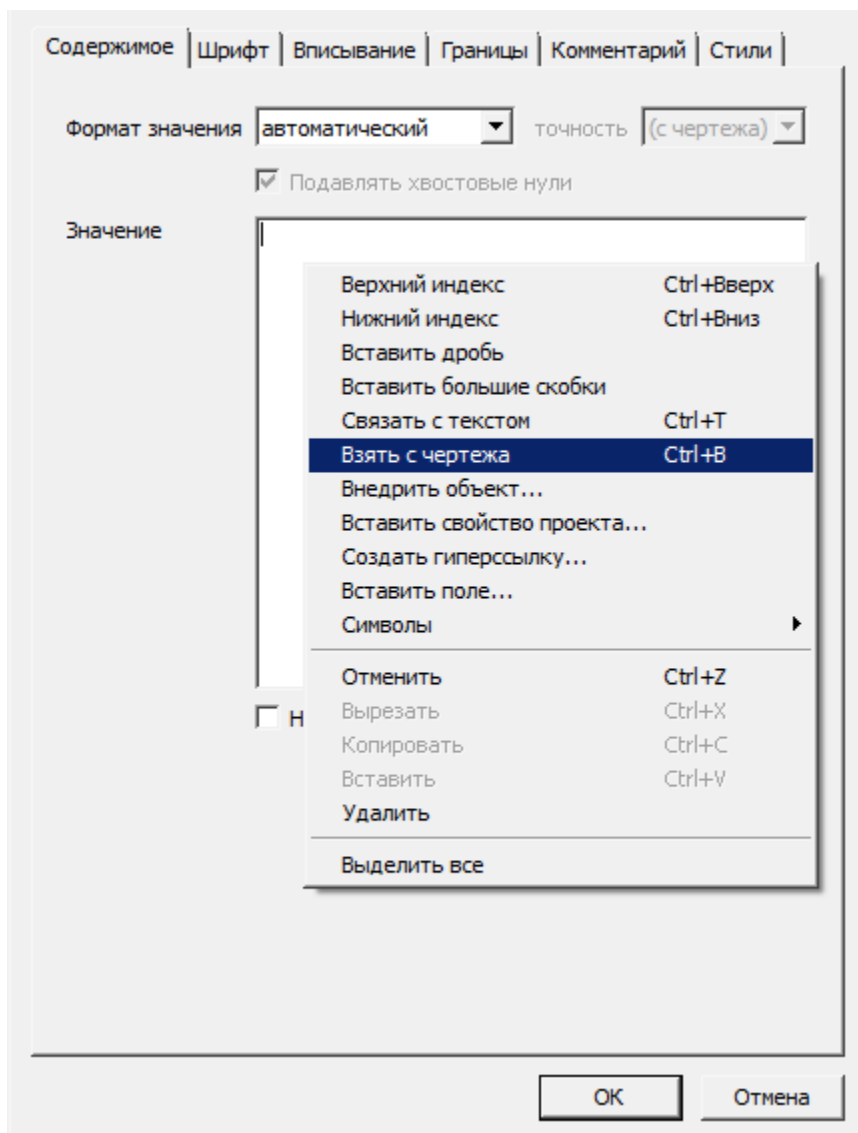 Содержимое Шрифт Вписывание Границы Комментарий Стили
Формат значения автоматический точность (с чертежа)
Подавлять хвостовые нули
Значение
Верхний индекс Ctrl+Вверх
Нижний индекс Ctrl+Вниз
Вставить дробь
Вставить большие скобки
Связать с текстом Ctrl+T
Взять с чертежа Ctrl+B
Внедрить объект...
Вставить свойство проекта...
Создать гиперссылку...
Вставить поле...
Символы
Отменить Ctrl+Z
Н Вырезать Ctrl+X
Копировать Ctrl+C
Вставить Ctrl+V
Удалить
Выделить все
OK Отмена